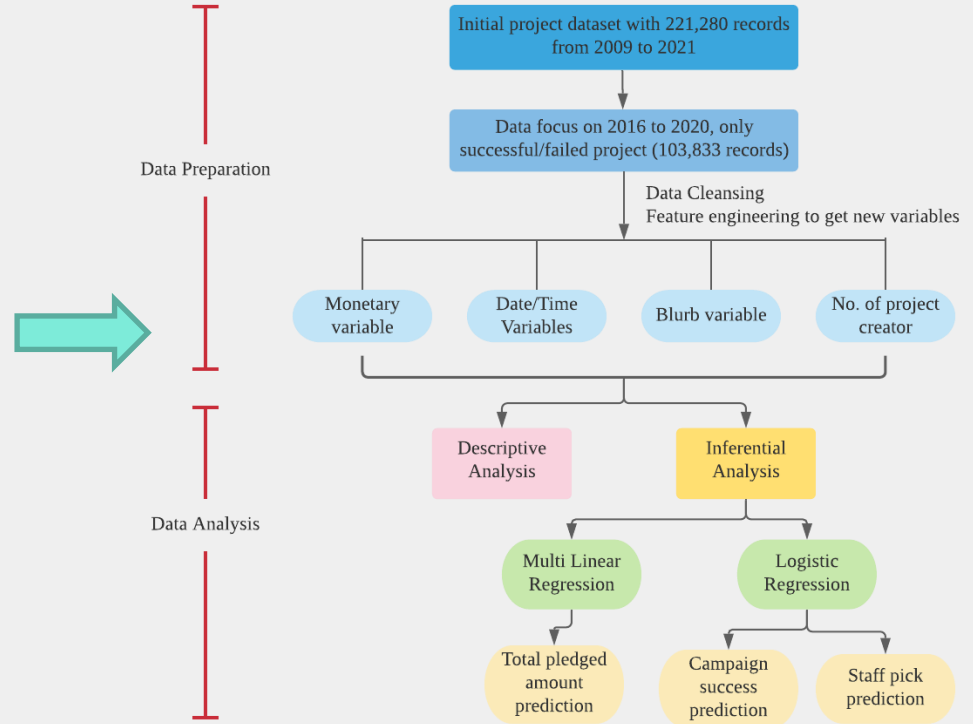 Initial project dataset with 221,280 records
from 2009 to 2021
Data focus on 2016 to 2020, only
successful/failed project (103,833 records)
Data Preparation
Data Cleansing
Feature engineering to get new variables
Monetary
variable
Date/Time
Variables
Blurb variable
No. of project
creator
Descriptive
Analysis
Inferential
Analysis
Data Analysis
Multi Linear
Regression
Logistic
Regression
Total pledged
amount
prediction
Campaign
success
prediction
Staff pick
prediction